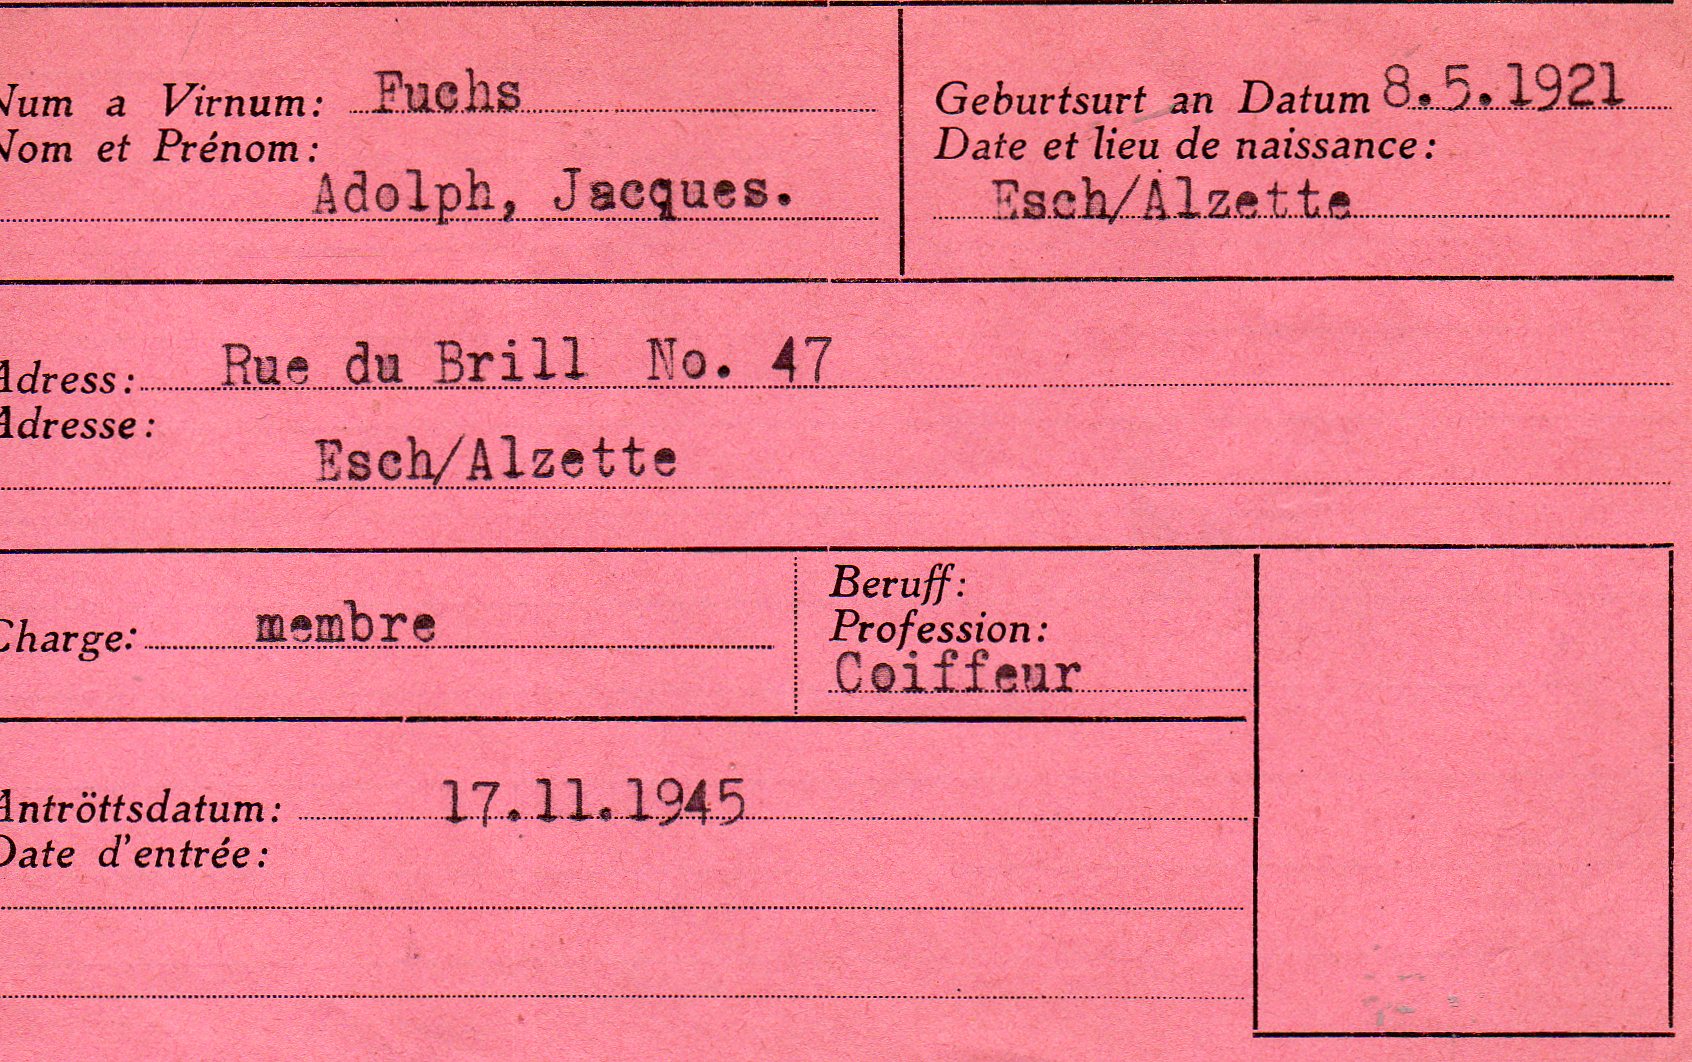 Num a Virnum: Fuchs
Nom et Prénom:
Adolph, Jacques.
Geburtsurt an Datum 8.5.1921
Date et lieu de naissance:
Esch/Alzette
Adress: Rue du Brill No. 47
Adresse:
Esch/Alzette
Charge: membre
Beruff:
Profession:
Coiffeur
Antröttsdatum: 17.11.1945
Date d'entrée: